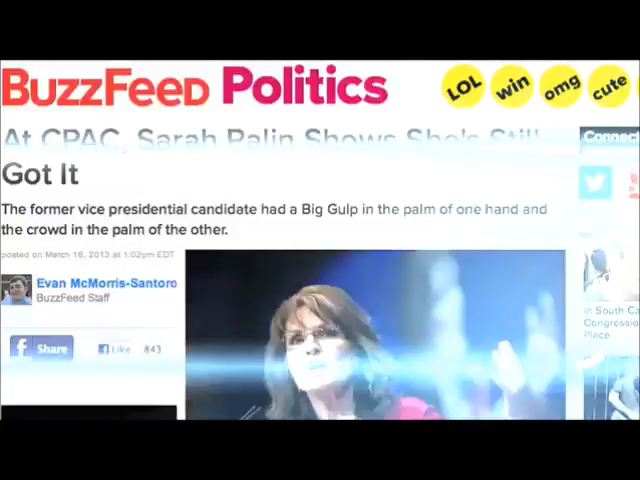 BuzzFeed Politics
LOL win omg cute
At CPAC, Sarah Palin Shows She's Still
Got It
Connect
The former vice presidential candidate had a Big Gulp in the palm of one hand and
the crowd in the palm of the other.
posted on March 16, 2013 at 1:02pm EDT
Evan McMorris-Santoro
BuzzFeed Staff
f Share
Like 843
in South Ca
Congressio
Place